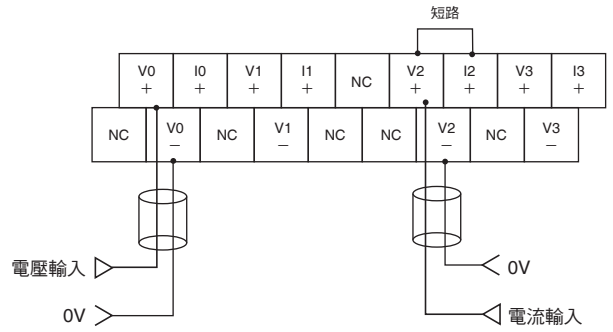 短路
V0 + I0 + V1 + I1 + NC V2 + I2 + V3 + I3 +
NC V0 − NC V1 − NC NC V2 − NC V3 −
電壓輸入 0V
0V 電流輸入